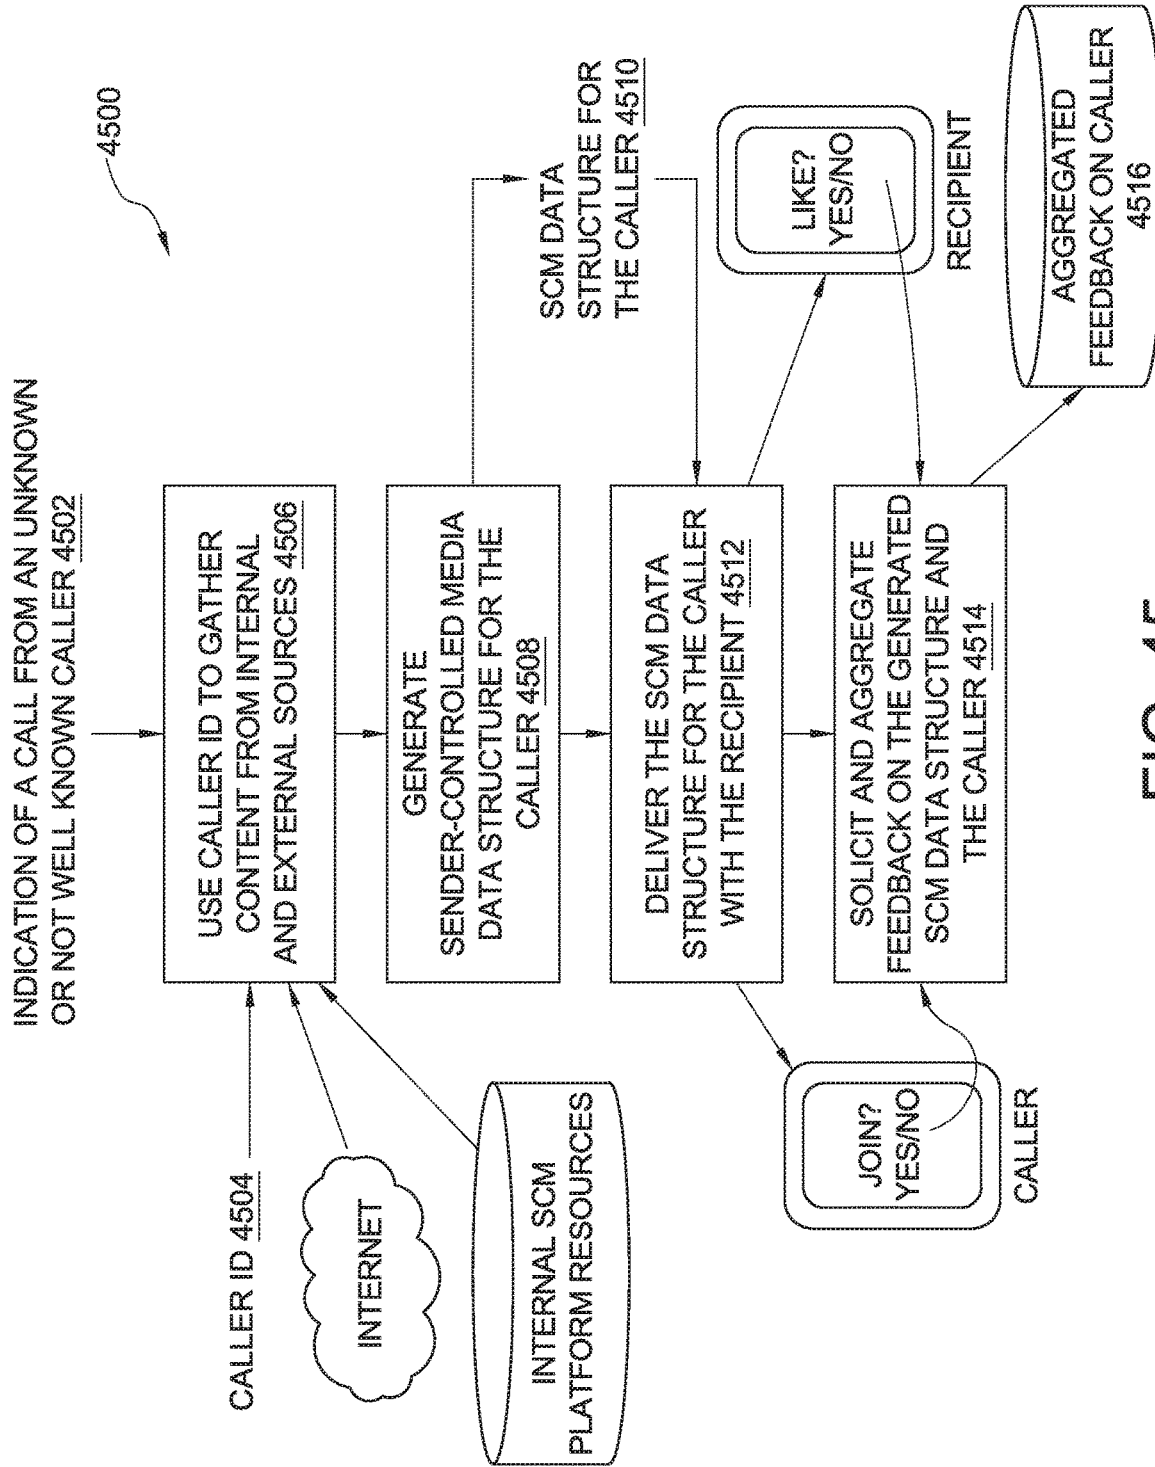 4500
INDICATION OF A CALL FROM AN UNKNOWN
OR NOT WELL KNOWN CALLER 4502
CALLER ID 4504
INTERNET
INTERNAL SCM
PLATFORM RESOURCES
USE CALLER ID TO GATHER
CONTENT FROM INTERNAL
AND EXTERNAL SOURCES 4506
GENERATE
SENDER-CONTROLLED MEDIA
DATA STRUCTURE FOR THE
CALLER 4508
SCM DATA
STRUCTURE FOR
THE CALLER 4510
DELIVER THE SCM DATA
STRUCTURE FOR THE CALLER
WITH THE RECIPIENT 4512
JOIN?
YES/NO
CALLER
LIKE?
YES/NO
RECIPIENT
SOLICIT AND AGGREGATE
FEEDBACK ON THE GENERATED
SCM DATA STRUCTURE AND
THE CALLER 4514
AGGREGATED
FEEDBACK ON CALLER
4516